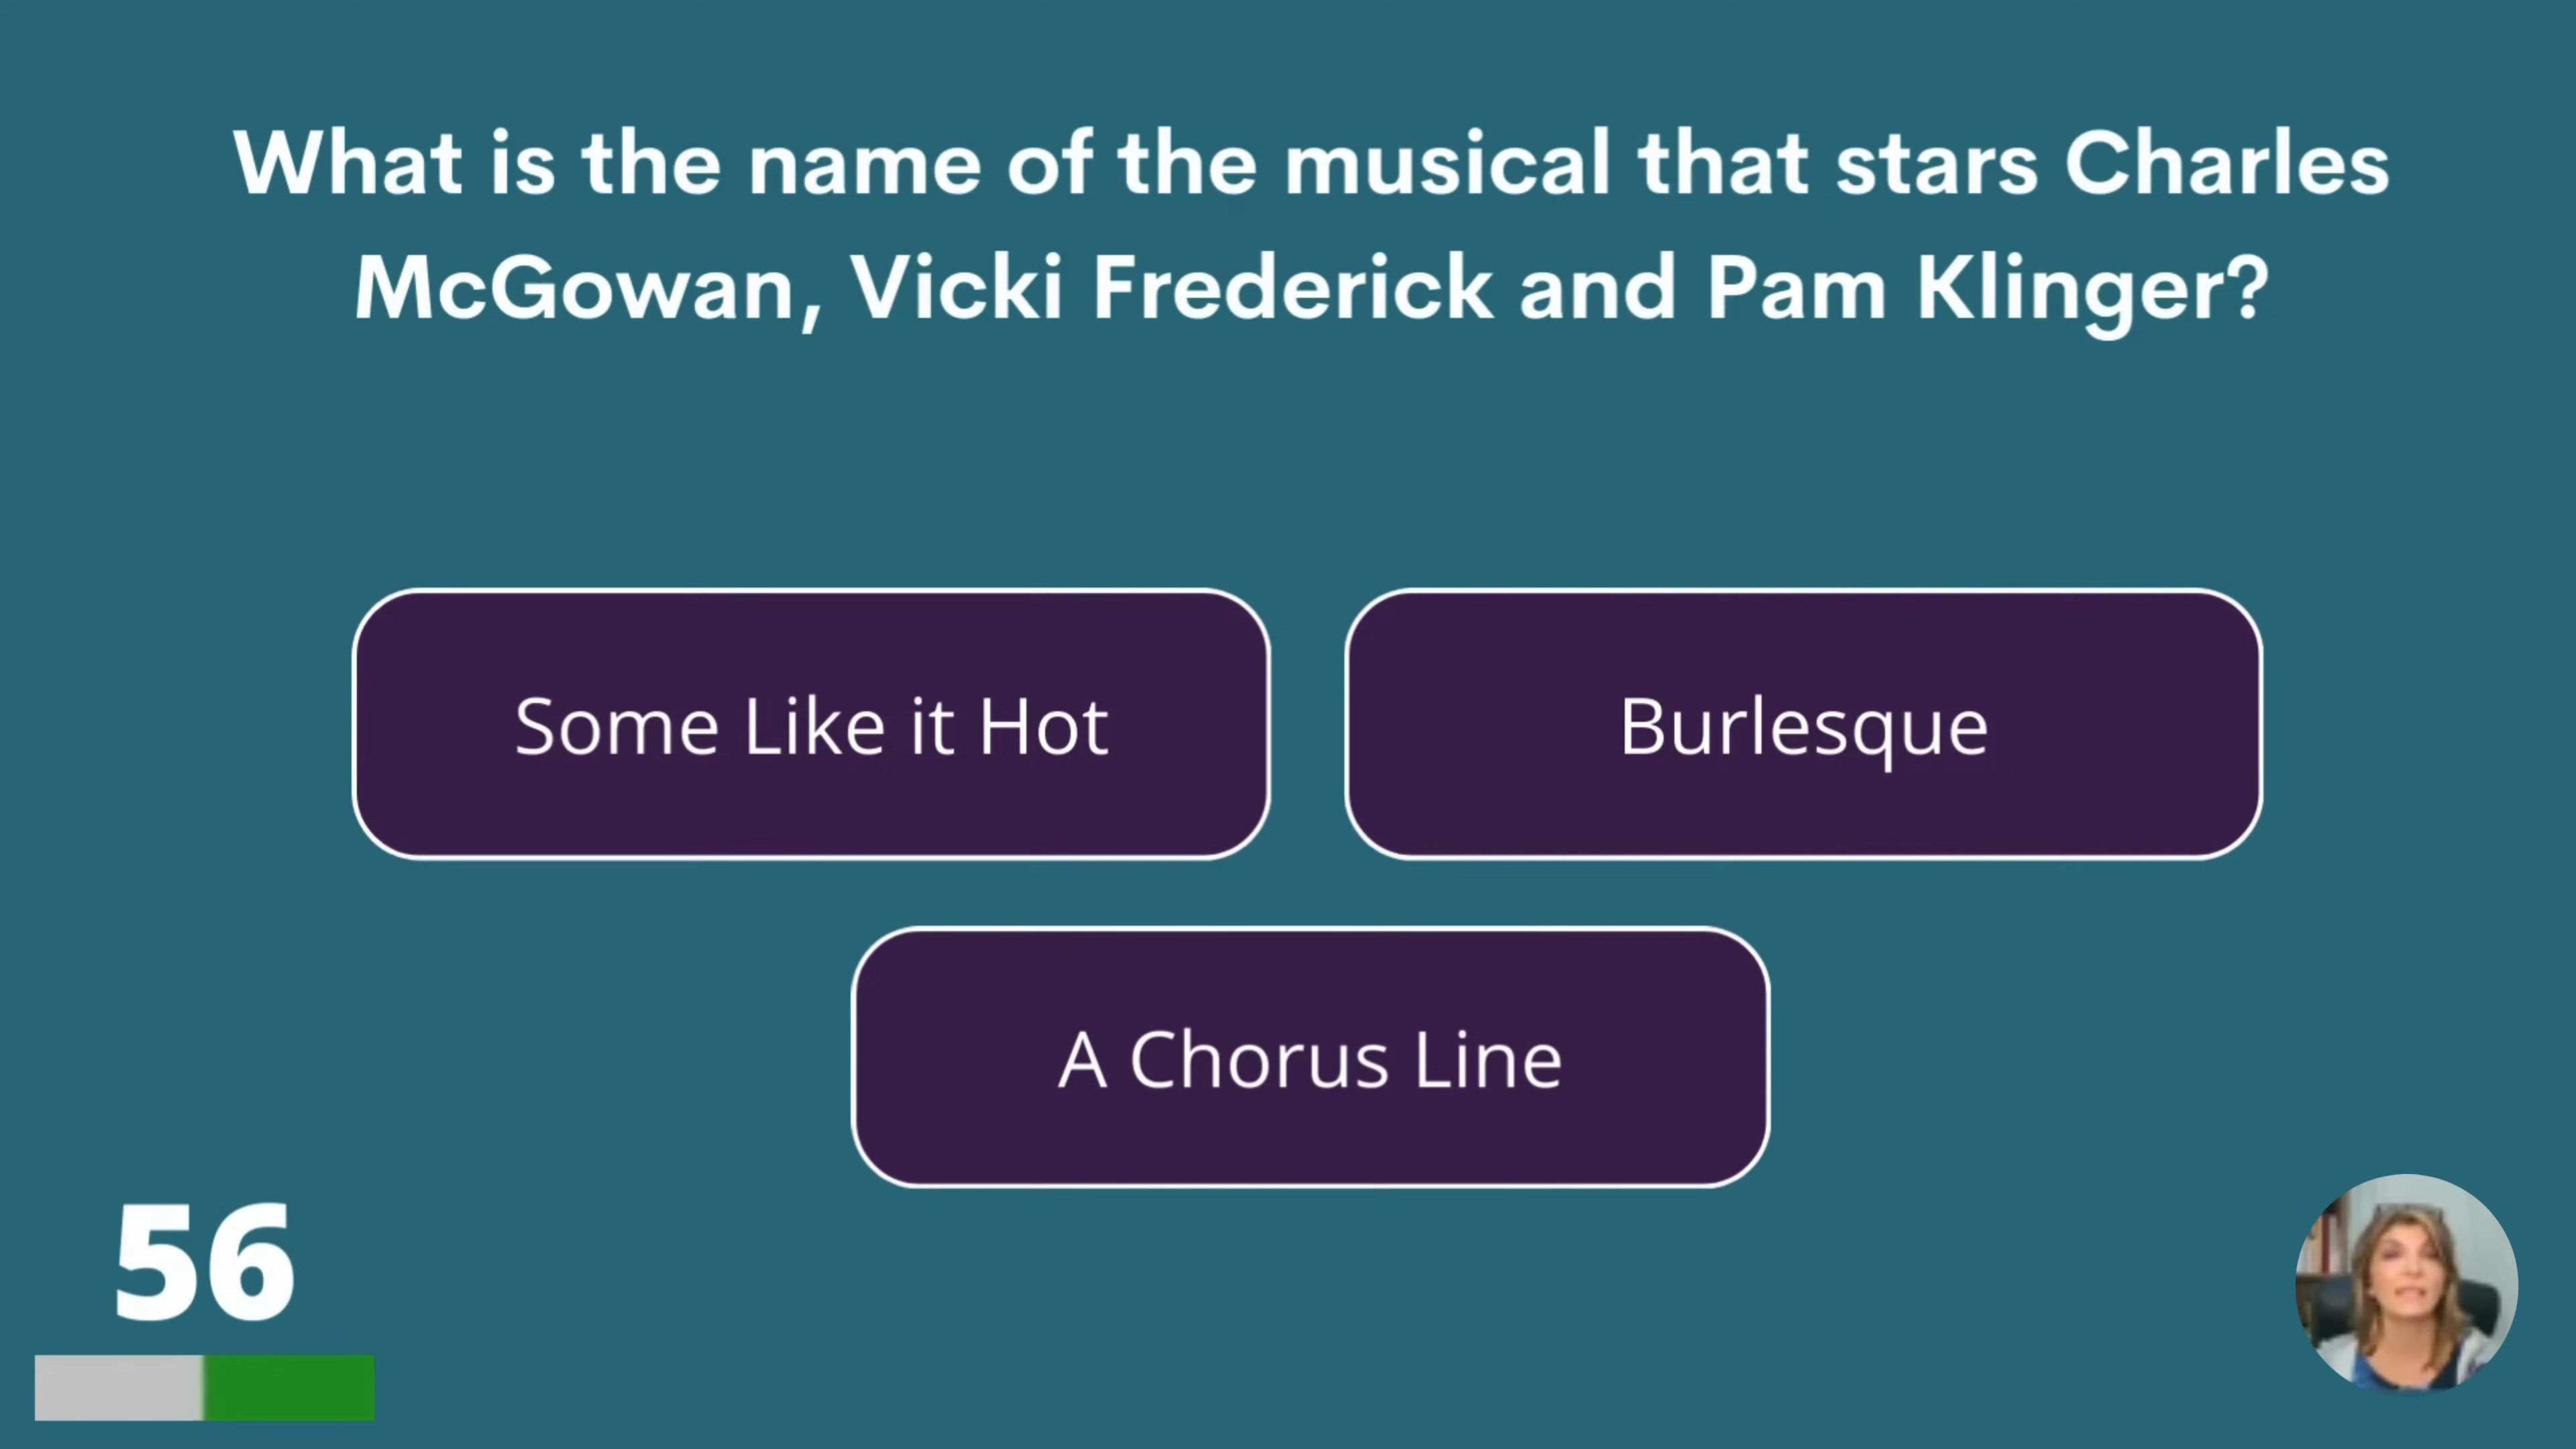 What is the name of the musical that stars Charles
McGowan, Vicki Frederick and Pam Klinger?
Some Like it Hot
Burlesque
A Chorus Line
56